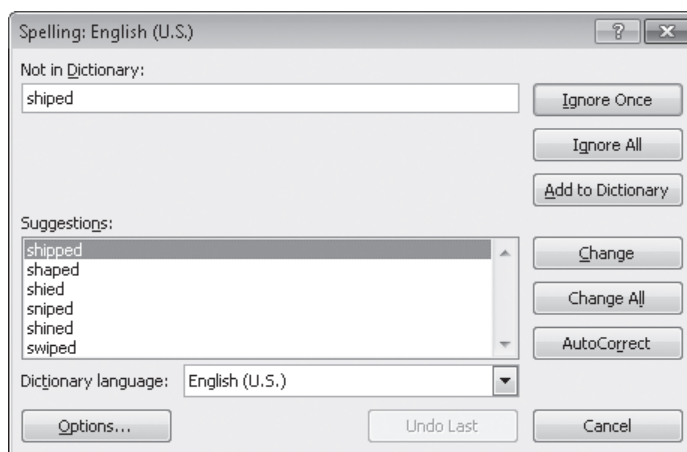 Spelling: English (U.S.)
Not in Dictionary:
shiped
Ignore Once
Ignore All
Add to Dictionary
Suggestions:
shipped
shaped
shied
sniped
shined
swiped
Change
Change All
AutoCorrect
Dictionary language: English (U.S.)
Options... Undo Last Cancel